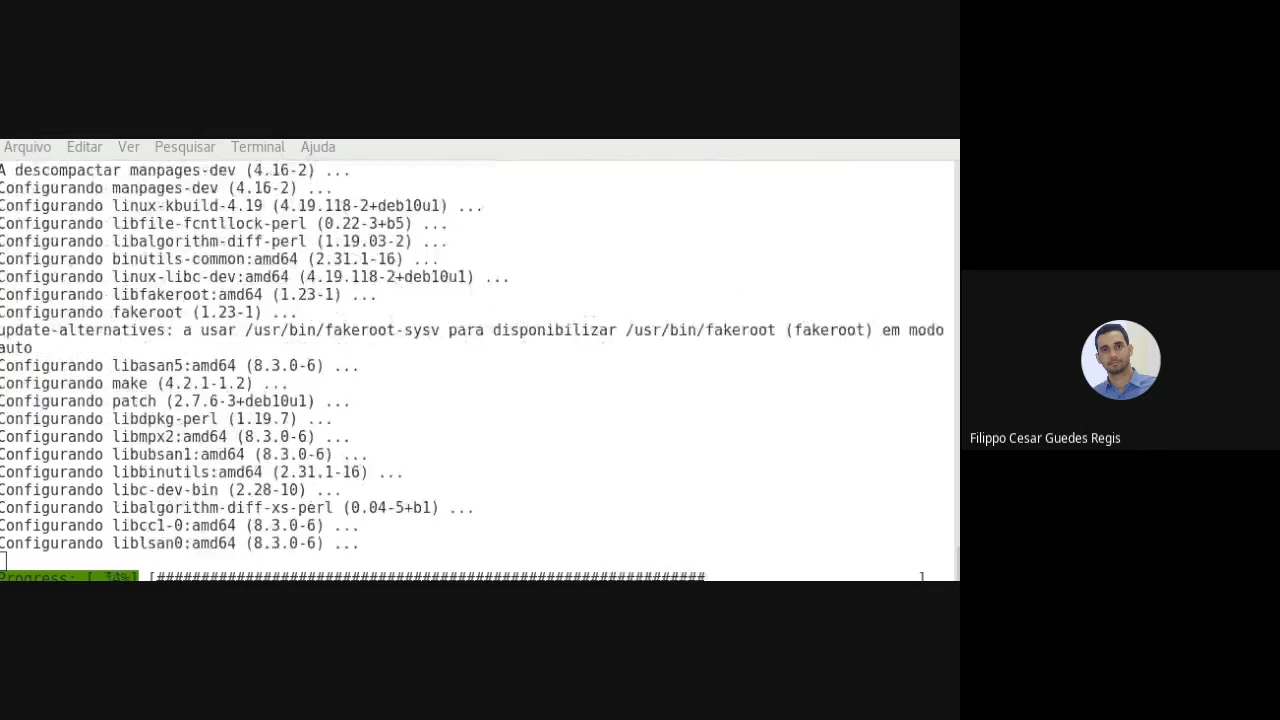 Arquivo Editar Ver Pesquisar Terminal Ajuda
A descompactar manpages-dev (4.16-2) ...
Configurando manpages-dev (4.16-2) ...
Configurando linux-kbuild-4.19 (4.19.118-2+deb10u1) ...
Configurando libfile-fcntllock-perl (0.22-3+b5) ...
Configurando libalgorithm-diff-perl (1.19.03-2) ...
Configurando binutils-common:amd64 (2.31.1-16) ...
Configurando linux-libc-dev:amd64 (4.19.118-2+deb10u1) ...
Configurando libfakeroot:amd64 (1.23-1) ...
Configurando fakeroot (1.23-1) ...
update-alternatives: a usar /usr/bin/fakeroot-sysv para disponibilizar /usr/bin/fakeroot (fakeroot) em modo
auto
Configurando libasan5:amd64 (8.3.0-6) ...
Configurando make (4.2.1-1.2) ...
Configurando patch (2.7.6-3+deb10u1) ...
Configurando libdpkg-perl (1.19.7) ...
Configurando libmpx2:amd64 (8.3.0-6) ...
Configurando libubsan1:amd64 (8.3.0-6) ...
Configurando libbinutils:amd64 (2.31.1-16) ...
Configurando libc-dev-bin (2.28-10) ...
Configurando libalgorithm-diff-xs-perl (0.04-5+b1) ...
Configurando libcc1-0:amd64 (8.3.0-6) ...
Configurando liblsan0:amd64 (8.3.0-6) ...
Progress: [ ] [############################################################## ]
Filippo Cesar Guedes Regis